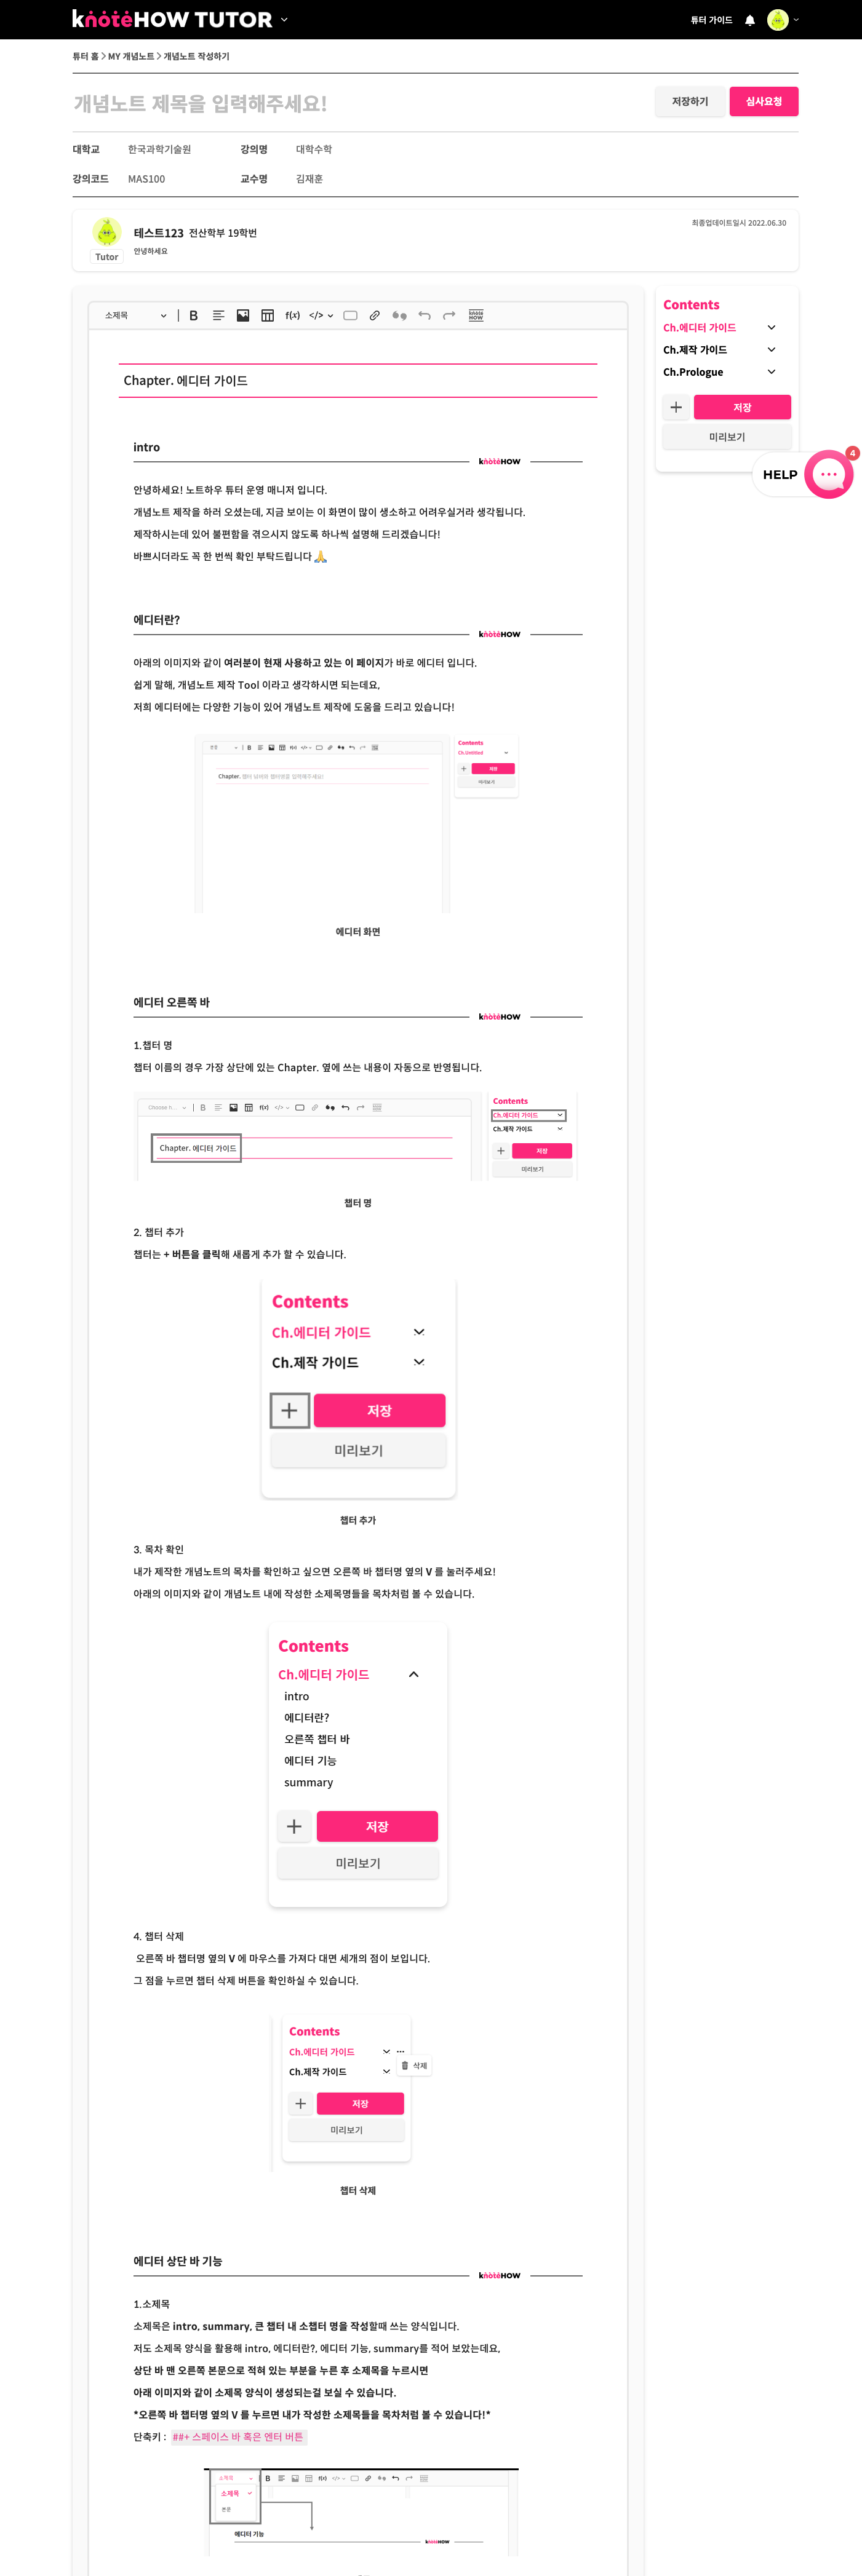 knoteHOW TUTOR
튜터 가이드
튜터 홈 > MY 개념노트 > 개념노트 작성하기
개념노트 제목을 입력해주세요!
저장하기
심사요청
대학교 한국과학기술원 강의명 대학수학
강의코드 MAS100 교수명 김재훈
테스트123 전산학부 19학번
안녕하세요
Tutor
최종업데이트일시 2022.06.30
소제목 B f(x) </>
knoteHOW
Contents
Ch.에디터 가이드
Ch.제작 가이드
Ch.Prologue
+ 저장
미리보기
HELP
4
Chapter. 에디터 가이드
intro
knoteHOW
안녕하세요! 노트하우 튜터 운영 매니저 입니다.
개념노트 제작을 하러 오셨는데, 지금 보이는 이 화면이 많이 생소하고 어려우실거라 생각됩니다.
제작하시는데 있어 불편함을 겪으시지 않도록 하나씩 설명해 드리겠습니다!
바쁘시더라도 꼭 한 번씩 확인 부탁드립니다🙏
에디터란?
knoteHOW
아래의 이미지와 같이 여러분이 현재 사용하고 있는 이 페이지가 바로 에디터 입니다.
쉽게 말해, 개념노트 제작 Tool 이라고 생각하시면 되는데요,
저희 에디터에는 다양한 기능이 있어 개념노트 제작에 도움을 드리고 있습니다!
본문 B f(x) </>
Chapter. 챕터 넘버와 챕터명을 입력해주세요!
Contents
Ch.Untitled
+ 저장
미리보기
에디터 화면
에디터 오른쪽 바
knoteHOW
1.챕터 명
챕터 이름의 경우 가장 상단에 있는 Chapter. 옆에 쓰는 내용이 자동으로 반영됩니다.
Choose h... B f(x) </>
Chapter. 에디터 가이드
Contents
Ch.에디터 가이드
Ch.제작 가이드
+ 저장
미리보기
챕터 명
2. 챕터 추가
챕터는 + 버튼을 클릭해 새롭게 추가 할 수 있습니다.
Contents
Ch.에디터 가이드
Ch.제작 가이드
+ 저장
미리보기
챕터 추가
3. 목차 확인
내가 제작한 개념노트의 목차를 확인하고 싶으면 오른쪽 바 챕터명 옆의 V 를 눌러주세요!
아래의 이미지와 같이 개념노트 내에 작성한 소제목명들을 목차처럼 볼 수 있습니다.
Contents
Ch.에디터 가이드
intro
에디터란?
오른쪽 챕터 바
에디터 기능
summary
+ 저장
미리보기
4. 챕터 삭제
오른쪽 바 챕터명 옆의 V 에 마우스를 가져다 대면 세개의 점이 보입니다.
그 점을 누르면 챕터 삭제 버튼을 확인하실 수 있습니다.
Contents
Ch.에디터 가이드
삭제
Ch.제작 가이드
+ 저장
미리보기
챕터 삭제
에디터 상단 바 기능
knoteHOW
1.소제목
소제목은 intro, summary, 큰 챕터 내 소챕터 명을 작성할때 쓰는 양식입니다.
저도 소제목 양식을 활용해 intro, 에디터란?, 에디터 기능, summary를 적어 보았는데요,
상단 바 맨 오른쪽 본문으로 적혀 있는 부분을 누른 후 소제목을 누르시면
아래 이미지와 같이 소제목 양식이 생성되는걸 보실 수 있습니다.
*오른쪽 바 챕터명 옆의 V 를 누르면 내가 작성한 소제목들을 목차처럼 볼 수 있습니다!*
단축키 : ##+ 스페이스 바 혹은 엔터 버튼
소제목 B f(x) </>
소제목
본문
에디터 기능
knoteHOW